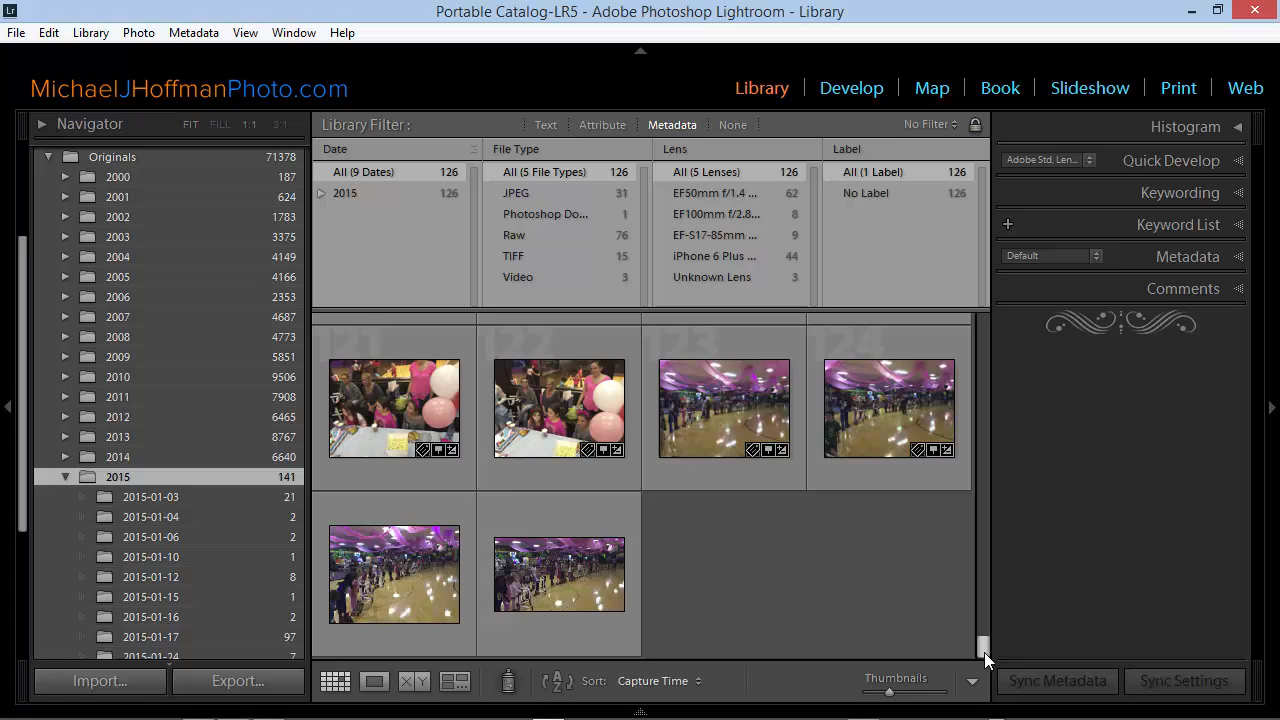 Lr Portable Catalog-LR5 - Adobe Photoshop Lightroom - Library
File Edit Library Photo Metadata View Window Help
MichaelJHoffmanPhoto.com Library Develop Map Book Slideshow Print Web
Navigator FIT FILL 1:1 3:1
Library Filter: Text Attribute Metadata None No Filter
Histogram
Originals 71378
2000 187
2001 624
2002 1783
2003 3375
2004 4149
2005 4166
2006 2353
2007 4687
2008 4773
2009 5851
2010 9506
2011 7908
2012 6465
2013 8767
2014 6640
2015 141
2015-01-03 21
2015-01-04 2
2015-01-06 2
2015-01-10 1
2015-01-12 8
2015-01-15 1
2015-01-16 2
2015-01-17 97
2015-01-24 7
Import... Export...
Date
All (9 Dates) 126
2015 126
File Type
All (5 File Types) 126
JPEG 31
Photoshop Do... 1
Raw 76
TIFF 15
Video 3
Lens
All (5 Lenses) 126
EF50mm f/1.4 ... 62
EF100mm f/2.8... 8
EF-S17-85mm ... 9
iPhone 6 Plus ... 44
Unknown Lens 3
Label
All (1 Label) 126
No Label 126
121 122 123 124
Sort: Capture Time Thumbnails
Adobe Std, Len... Quick Develop
Keywording
Keyword List
Default Metadata
Comments
Sync Metadata Sync Settings